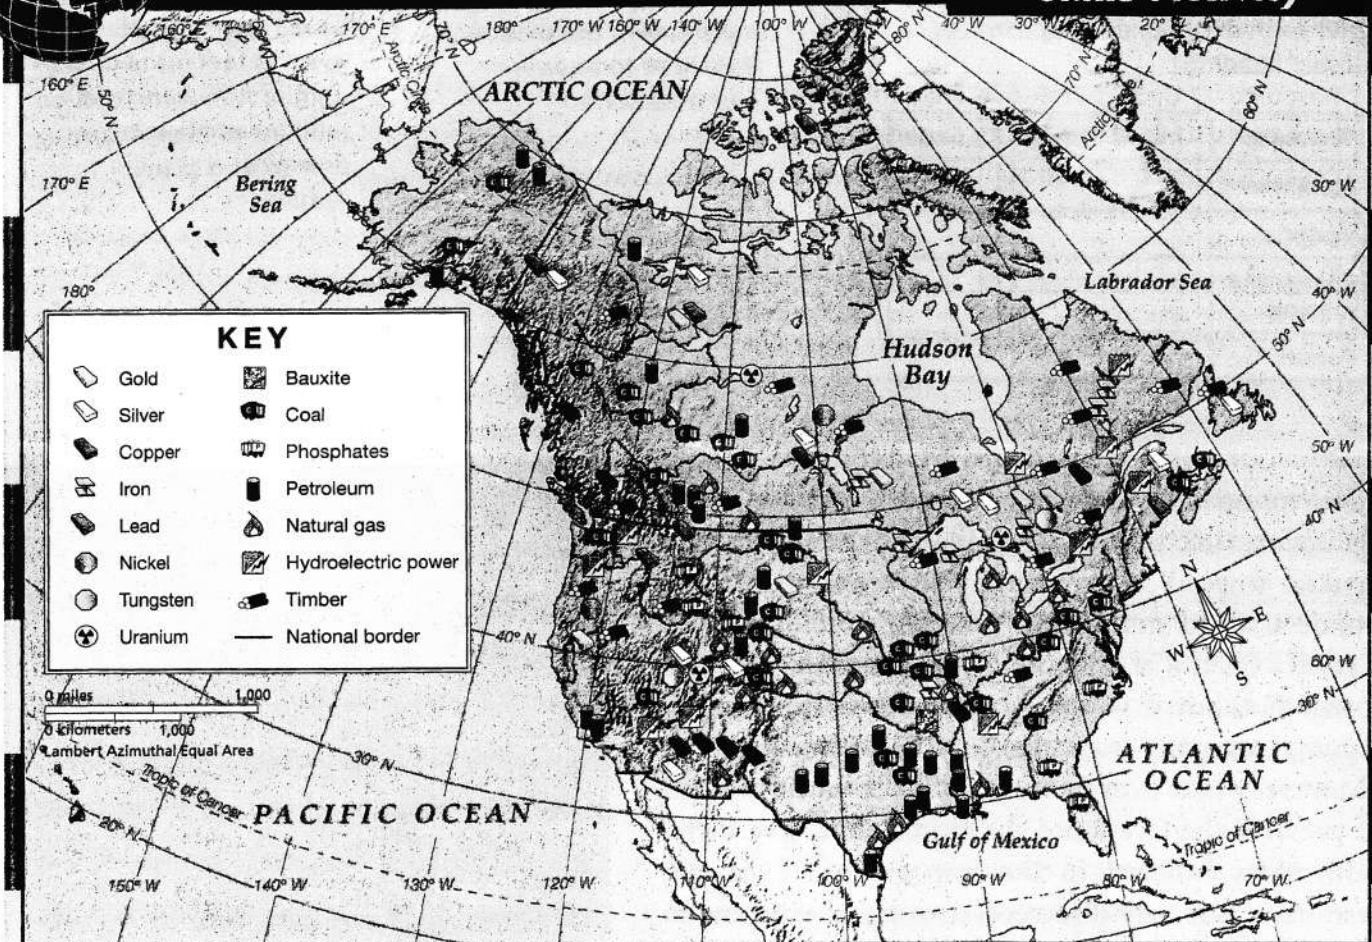 160° E
170° E
180°
170° W
160° W
140° W
100° W
80° N
40° W
30° W
20° W
160° E
50° N
Arctic Circle
70° N
ARCTIC OCEAN
70° N
Arctic
60° N
170° E
Bering
Sea
30° W
180°
Labrador Sea
40° W
50° N
Hudson
Bay
KEY
Gold
Silver
Copper
Iron
Lead
Nickel
Tungsten
Uranium
Bauxite
Coal
Phosphates
Petroleum
Natural gas
Hydroelectric power
Timber
National border
50° W
40° N
N
E
S
W
40° N
60° W
30° N
0 miles
1,000
0 kilometers
1,000
Lambert Azimuthal Equal Area
30° N
Tropic of Cancer
20° N
PACIFIC OCEAN
ATLANTIC
OCEAN
Gulf of Mexico
Tropic of Cancer
150° W
140° W
130° W
120° W
110° W
100° W
90° W
80° W
70° W